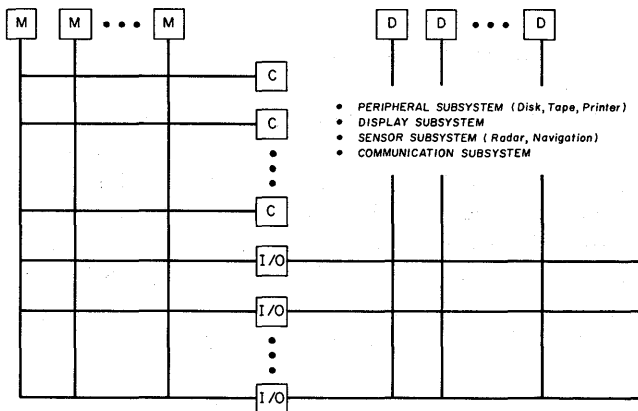 M M • • • M D D • • • D
C
• PERIPHERAL SUBSYSTEM (Disk, Tape, Printer)
C
• DISPLAY SUBSYSTEM
• SENSOR SUBSYSTEM (Radar, Navigation)
• COMMUNICATION SUBSYSTEM
C
I/O
I/O
I/O